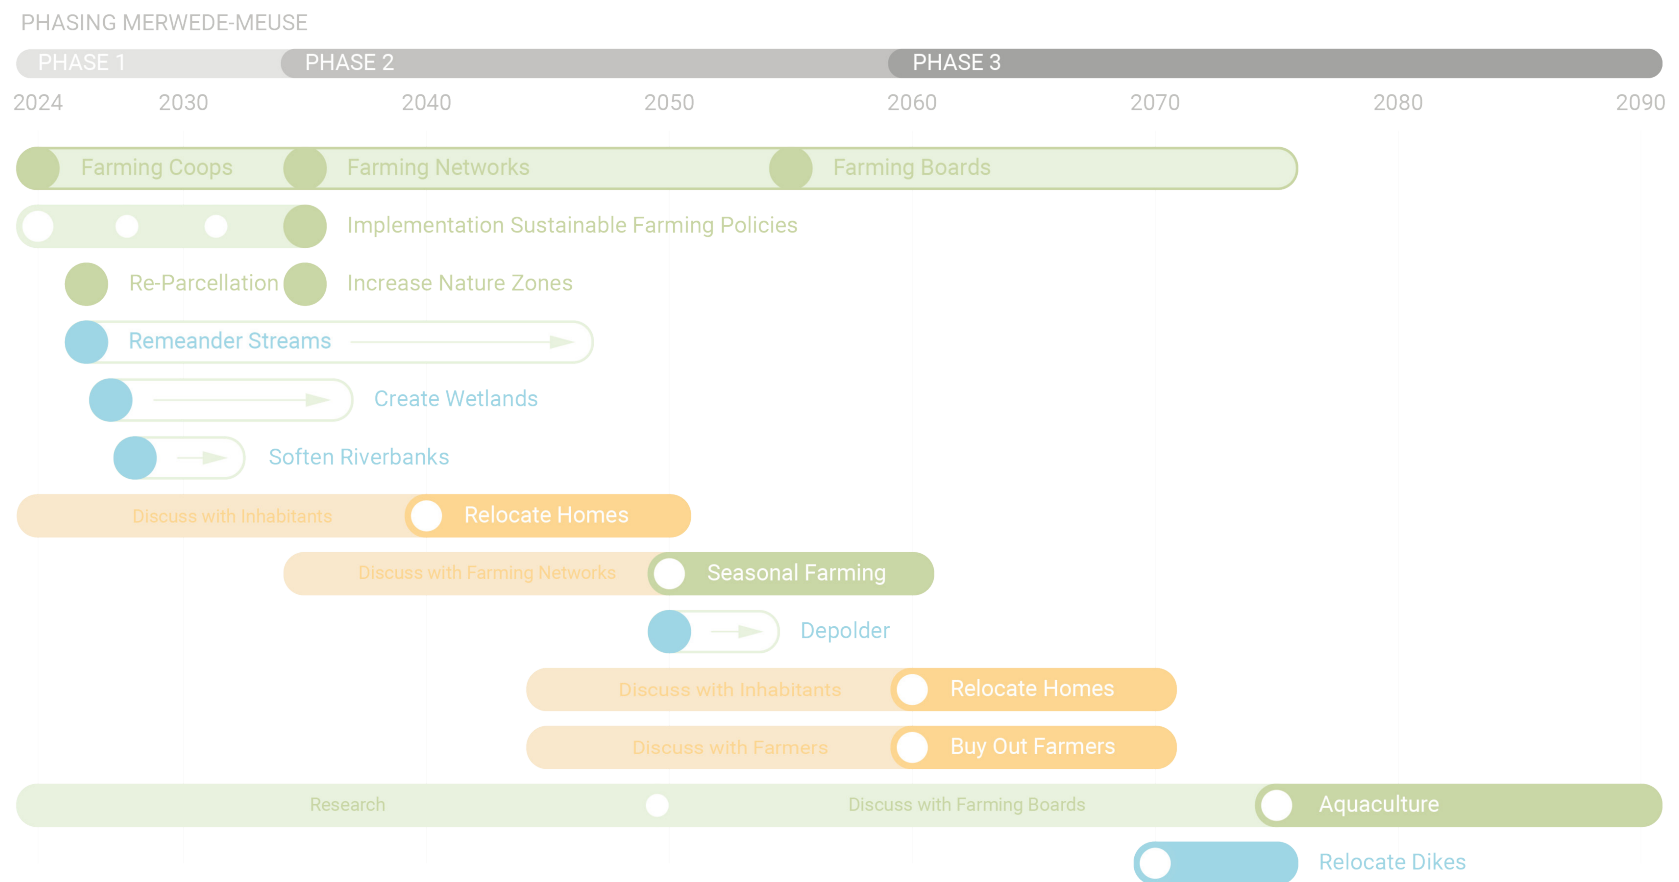 PHASING MERWEDE-MEUSE
PHASE 1 PHASE 2 PHASE 3
2024 2030 2040 2050 2060 2070 2080 2090
Farming Coops Farming Networks Farming Boards
Implementation Sustainable Farming Policies
Re-Parcellation Increase Nature Zones
Remeander Streams
Create Wetlands
Soften Riverbanks
Discuss with Inhabitants Relocate Homes
Discuss with Farming Networks Seasonal Farming
Depolder
Discuss with Inhabitants Relocate Homes
Discuss with Farmers Buy Out Farmers
Research Discuss with Farming Boards Aquaculture
Relocate Dikes